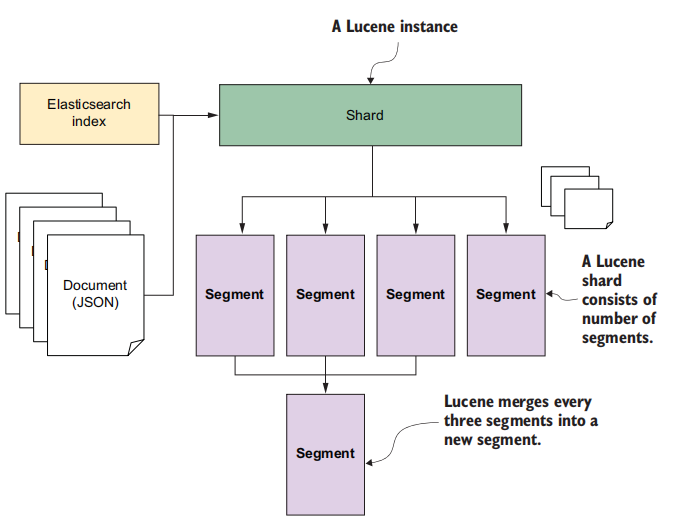 A Lucene instance
Elasticsearch
index
Shard
Document
(JSON)
Segment
Segment
Segment
Segment
A Lucene
shard
consists of
number of
segments.
Segment
Lucene merges every
three segments into a
new segment.